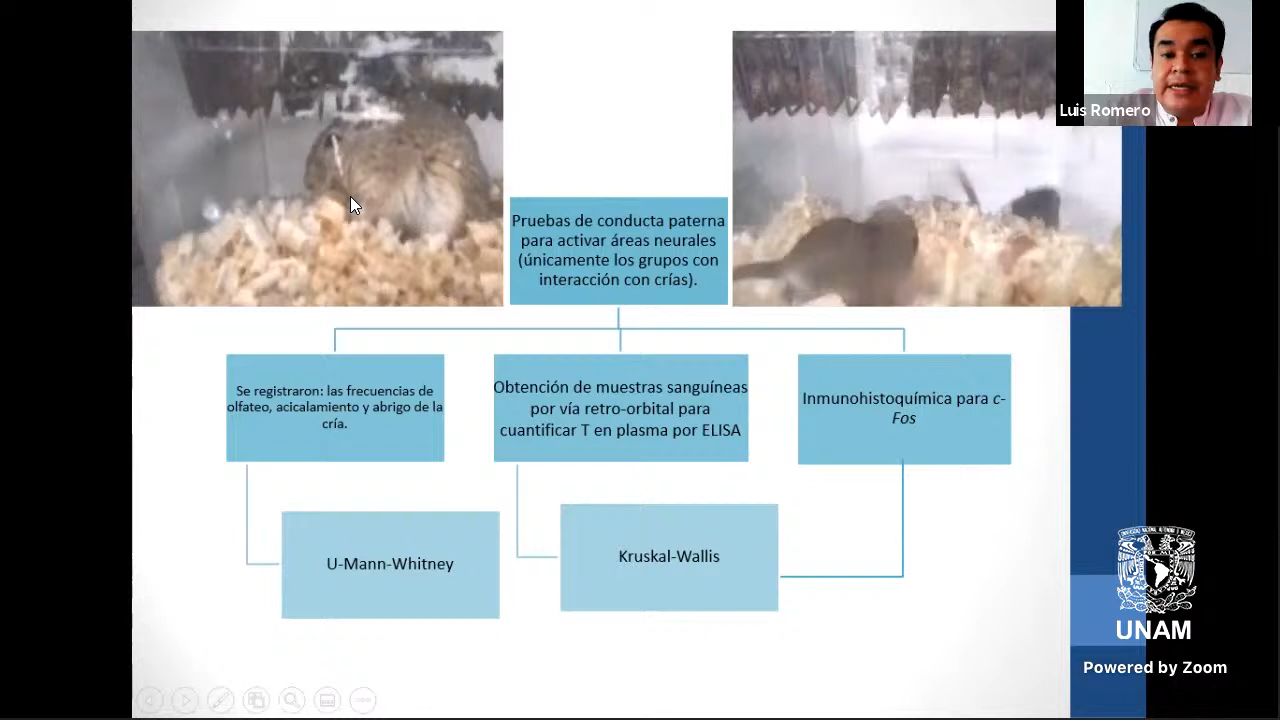 Luis Romero
Pruebas de conducta paterna
para activar áreas neurales
(únicamente los grupos con
interacción con crías).
Se registraron: las frecuencias de
olfateo, acicalamiento y abrigo de la
cría.
Obtención de muestras sanguíneas
por vía retro-orbital para
cuantificar T en plasma por ELISA
Inmunohistoquímica para c-
Fos
U-Mann-Whitney
Kruskal-Wallis
UNAM
Powered by Zoom